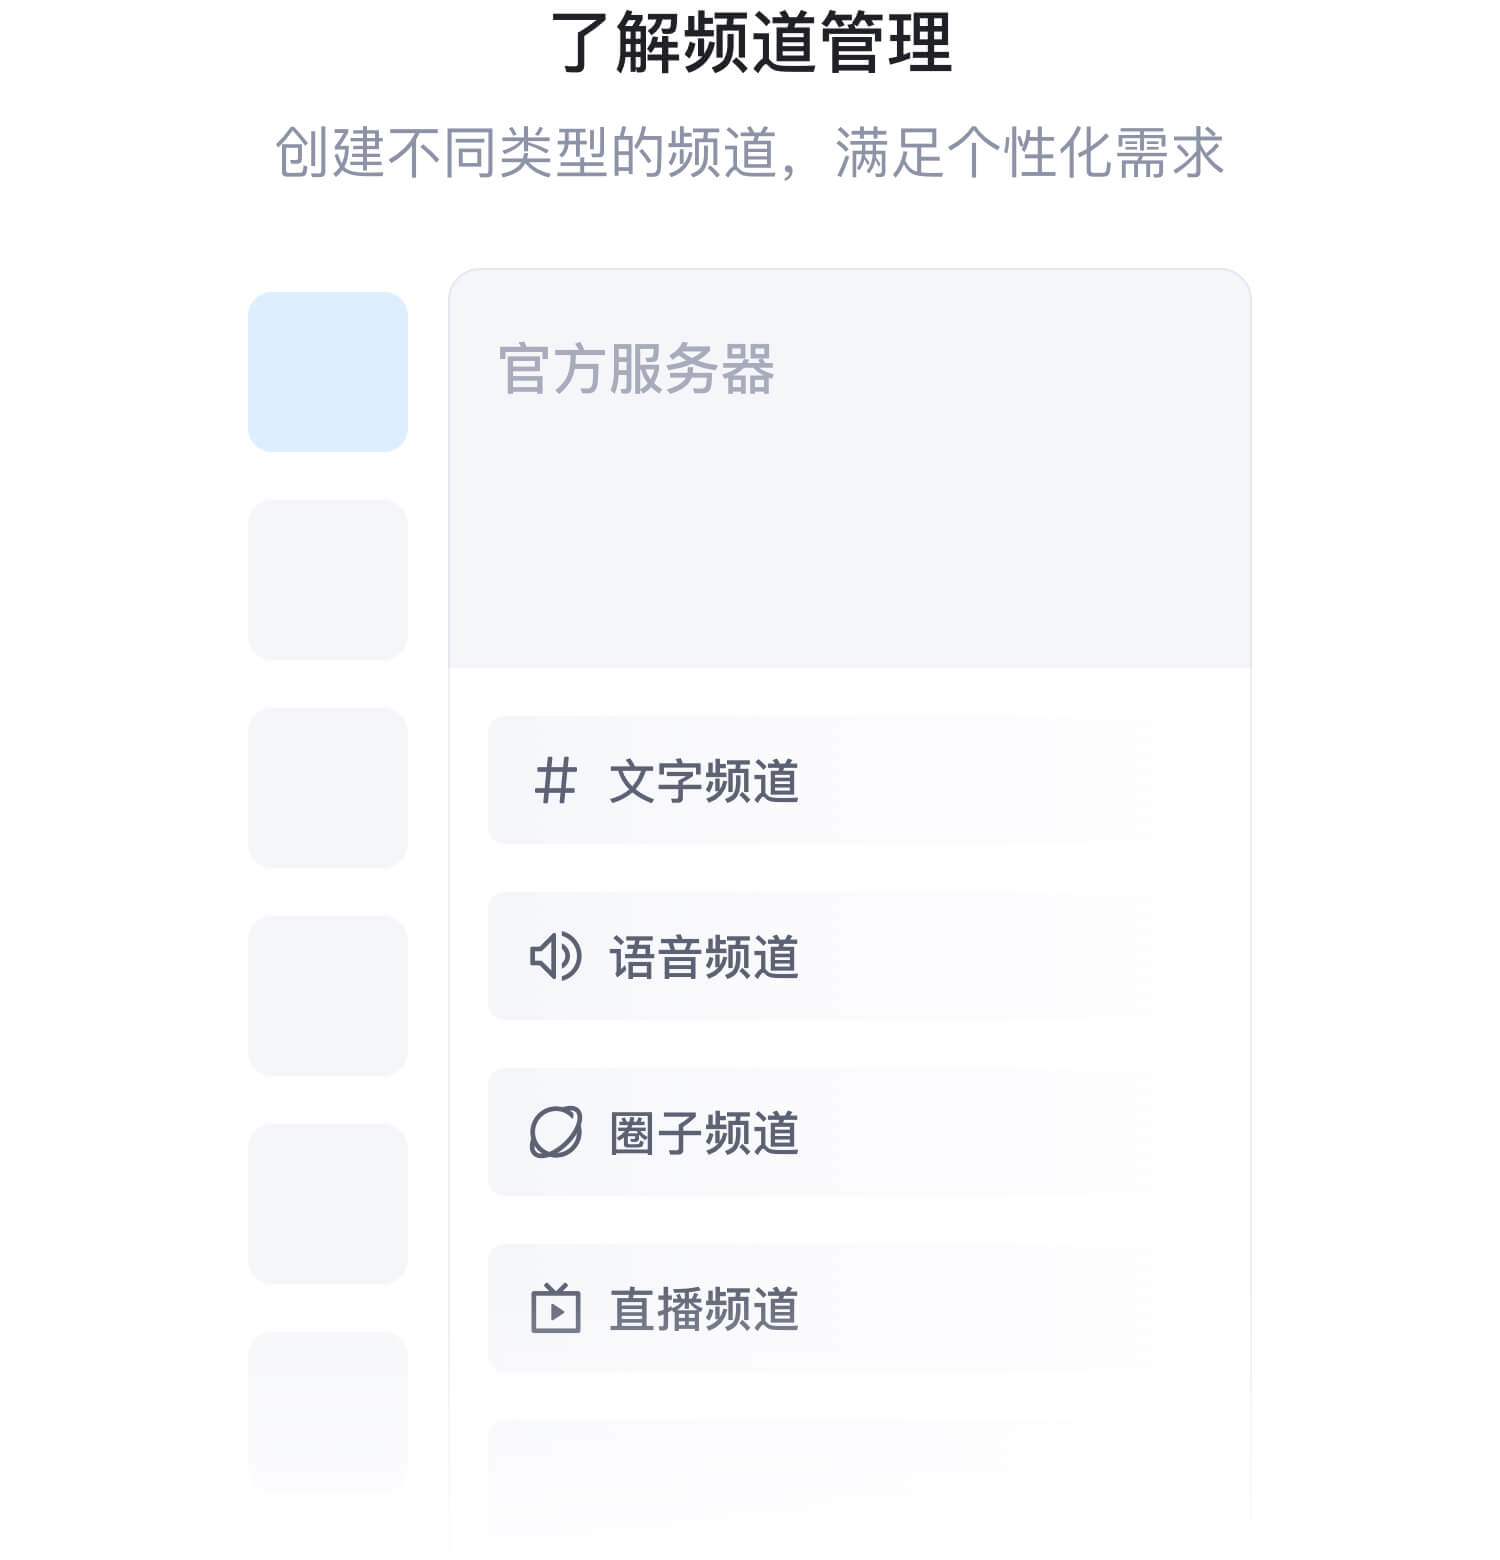 了解频道管理
创建不同类型的频道，满足个性化需求
官方服务器
文字频道
语音频道
圈子频道
直播频道